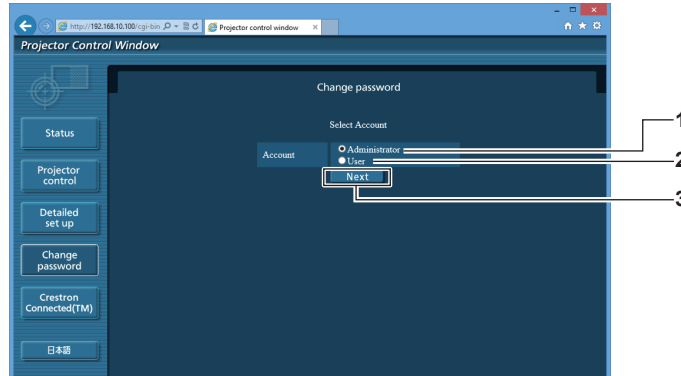 http://192.168.10.100/cgi-bin
Projector control window
Projector Control Window
Change password
Select Account
Account
Administrator
User
Next
Status
Projector
control
Detailed
set up
Change
password
Crestron
Connected(TM)
日本語
1
2
3